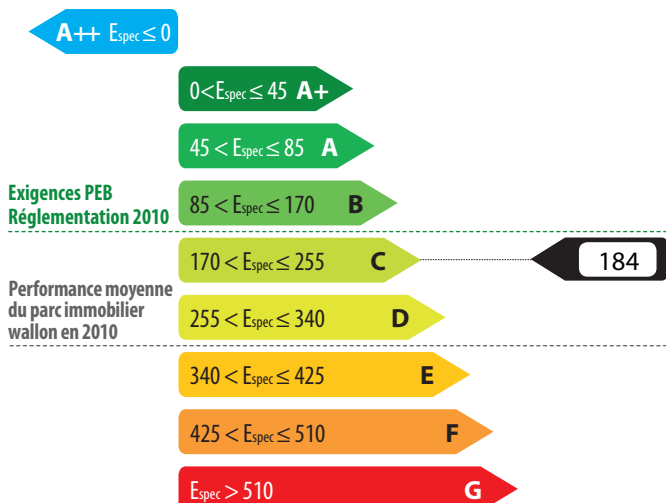 A++ Espec ≤ 0
0<Espec ≤ 45 A+
45 < Espec ≤ 85 A
Exigences PEB
Réglementation 2010
85 < Espec ≤ 170 B
170 < Espec ≤ 255 C
184
Performance moyenne
du parc immobilier
wallon en 2010
255 < Espec ≤ 340 D
340 < Espec ≤ 425 E
425 < Espec ≤ 510 F
Espec > 510 G